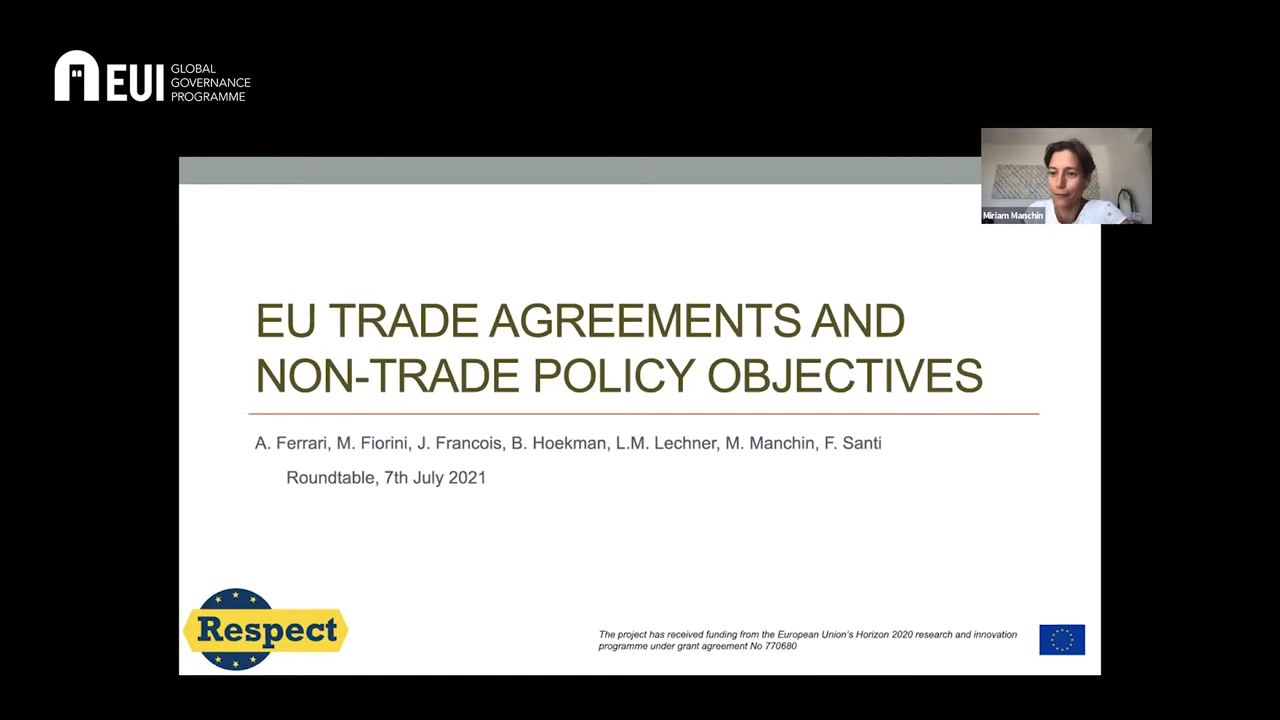 EUI
GLOBAL
GOVERNANCE
PROGRAMME
Miriam Manchin
EU TRADE AGREEMENTS AND
NON-TRADE POLICY OBJECTIVES
A. Ferrari, M. Fiorini, J. Francois, B. Hoekman, L.M. Lechner, M. Manchin, F. Santi
Roundtable, 7th July 2021
Respect
The project has received funding from the European Union's Horizon 2020 research and innovation
programme under grant agreement No 770680